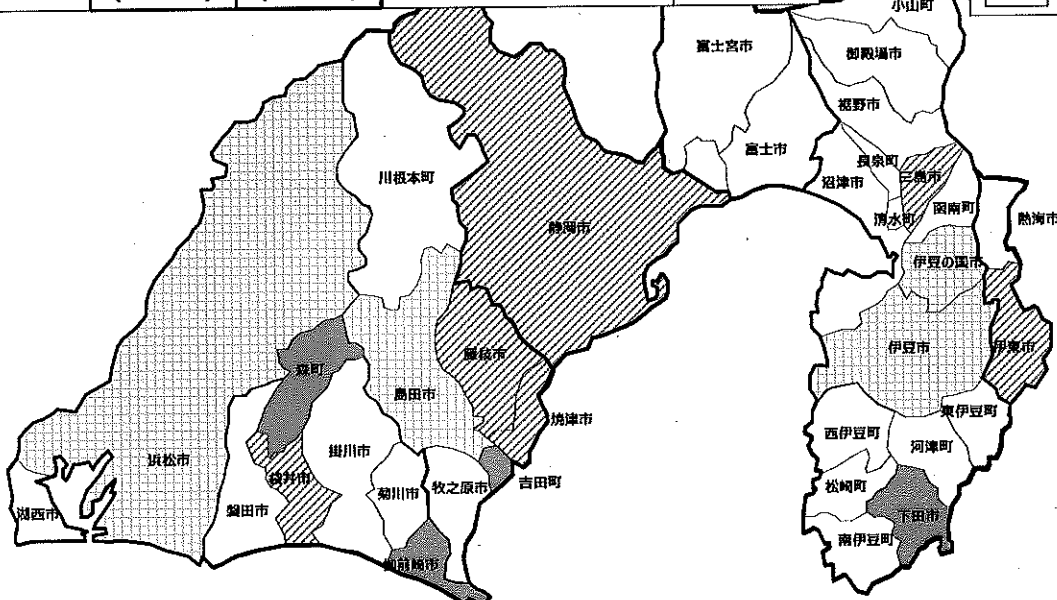 小山町
富士宮市
御殿場市
裾野市
富士市
長泉町
三島市
川根本町
沼津市
清水町
函南町
熱海市
静岡市
伊豆の国市
藤枝市
伊豆市
伊東市
森町
島田市
焼津市
東伊豆町
西伊豆町
河津町
掛川市
浜松市
袋井市
菊川市
牧之原市
吉田町
松崎町
磐田市
湖西市
下田市
南伊豆町
御前崎市